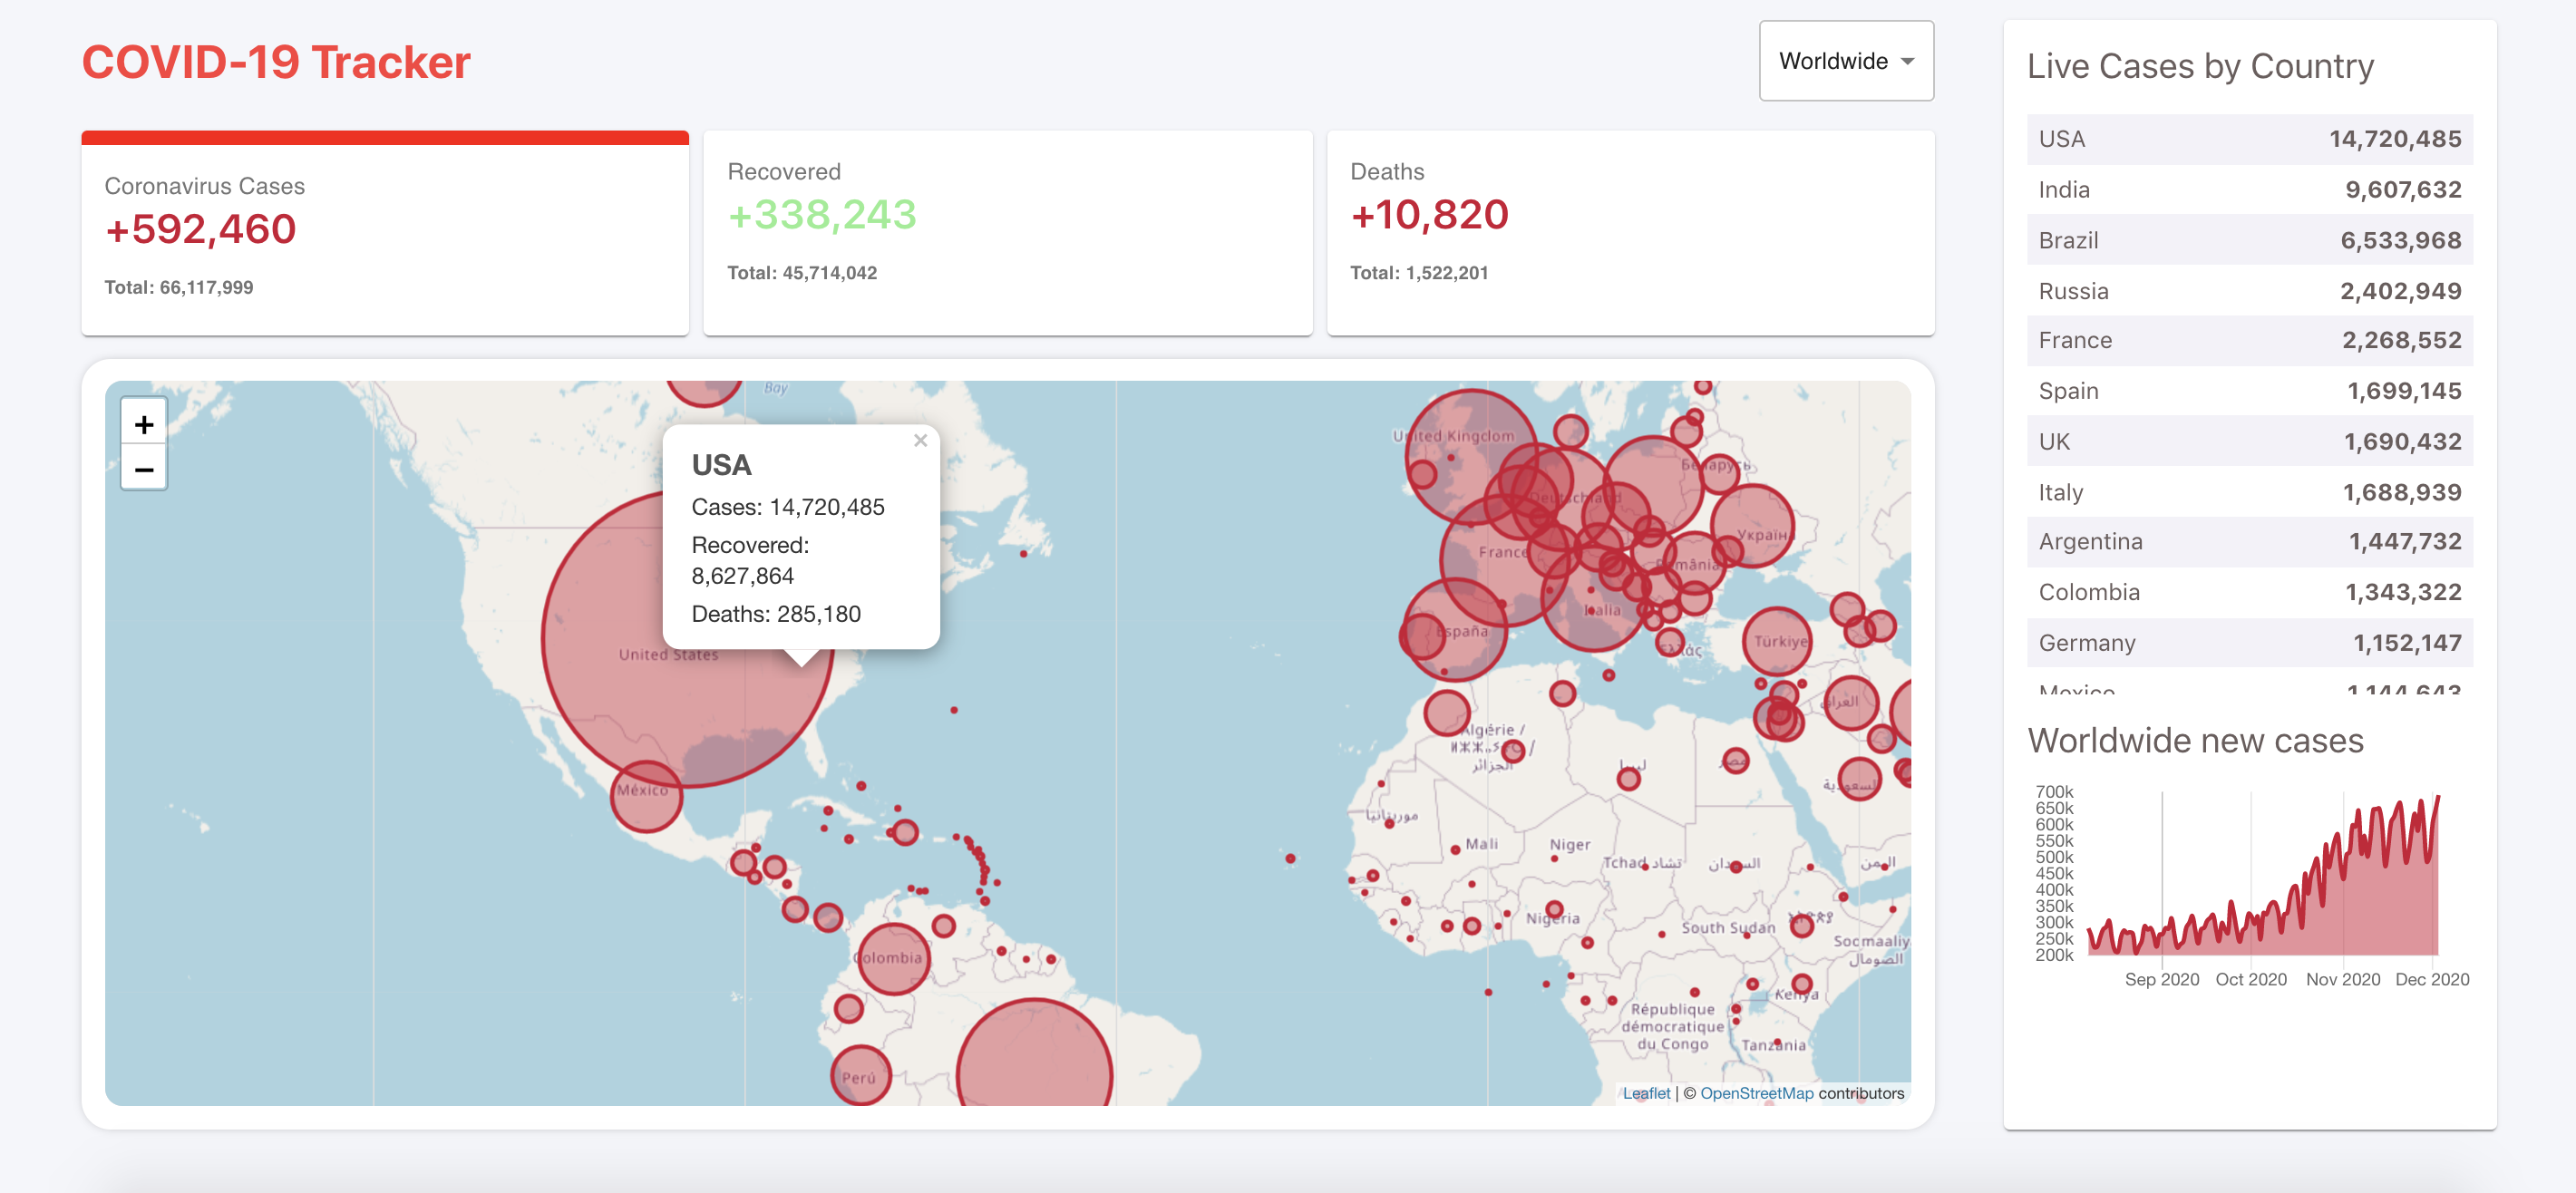 COVID-19 Tracker
Worldwide
Coronavirus Cases
+592,460
Total: 66,117,999
Recovered
+338,243
Total: 45,714,042
Deaths
+10,820
Total: 1,522,201
+
−
Bay
×
USA
Cases: 14,720,485
Recovered:
8,627,864
Deaths: 285,180
United States
México
Colombia
Perú
United Kingdom
Беларусь
Deutschland
Україна
France
România
Italia
España
Ελλάς
Türkiye
العراق
Algérie /
الجزائر
ليبيا
مصر
السعودية
موريتانيا
Mali
Niger
Tchad تشاد
السودان
اليمن
Nigeria
South Sudan
Soomaaliy
الصومال
Kenya
République
démocratique
du Congo
Tanzania
Leaflet | © OpenStreetMap contributors
Live Cases by Country
USA 14,720,485
India 9,607,632
Brazil 6,533,968
Russia 2,402,949
France 2,268,552
Spain 1,699,145
UK 1,690,432
Italy 1,688,939
Argentina 1,447,732
Colombia 1,343,322
Germany 1,152,147
Mexico 1,144,643
Worldwide new cases
700k
650k
600k
550k
500k
450k
400k
350k
300k
250k
200k
Sep 2020 Oct 2020 Nov 2020 Dec 2020